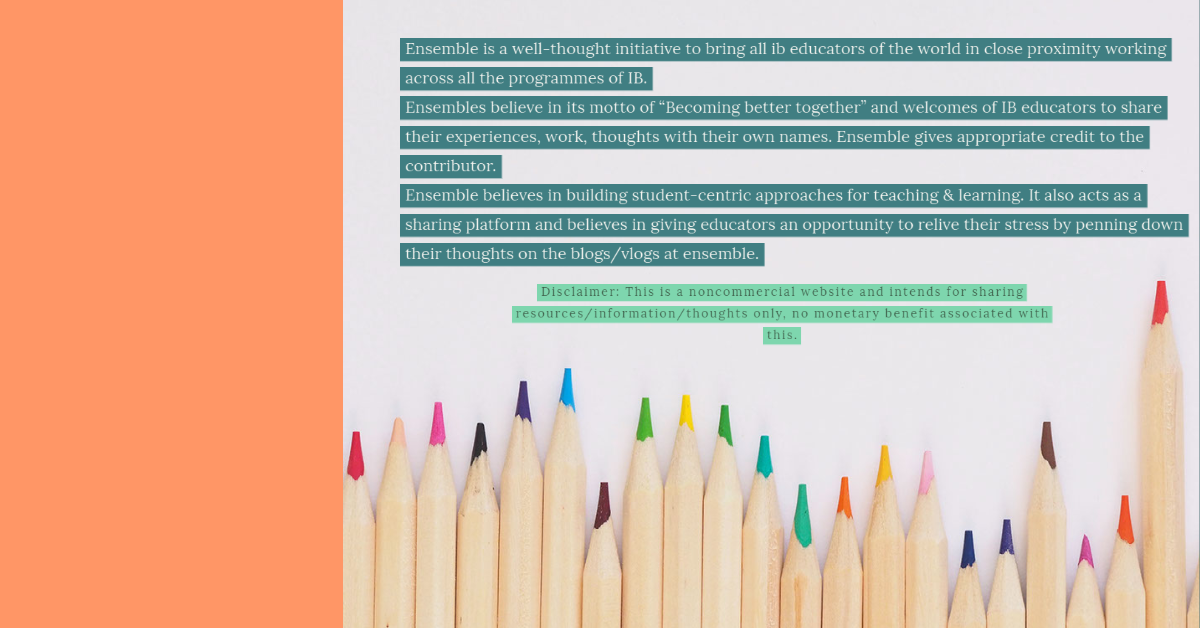 Ensemble is a well-thought initiative to bring all ib educators of the world in close proximity working
across all the programmes of IB.
Ensembles believe in its motto of “Becoming better together” and welcomes of IB educators to share
their experiences, work, thoughts with their own names. Ensemble gives appropriate credit to the
contributor.
Ensemble believes in building student-centric approaches for teaching & learning. It also acts as a
sharing platform and believes in giving educators an opportunity to relive their stress by penning down
their thoughts on the blogs/vlogs at ensemble.
Disclaimer: This is a noncommercial website and intends for sharing
resources/information/thoughts only, no monetary benefit associated with
this.